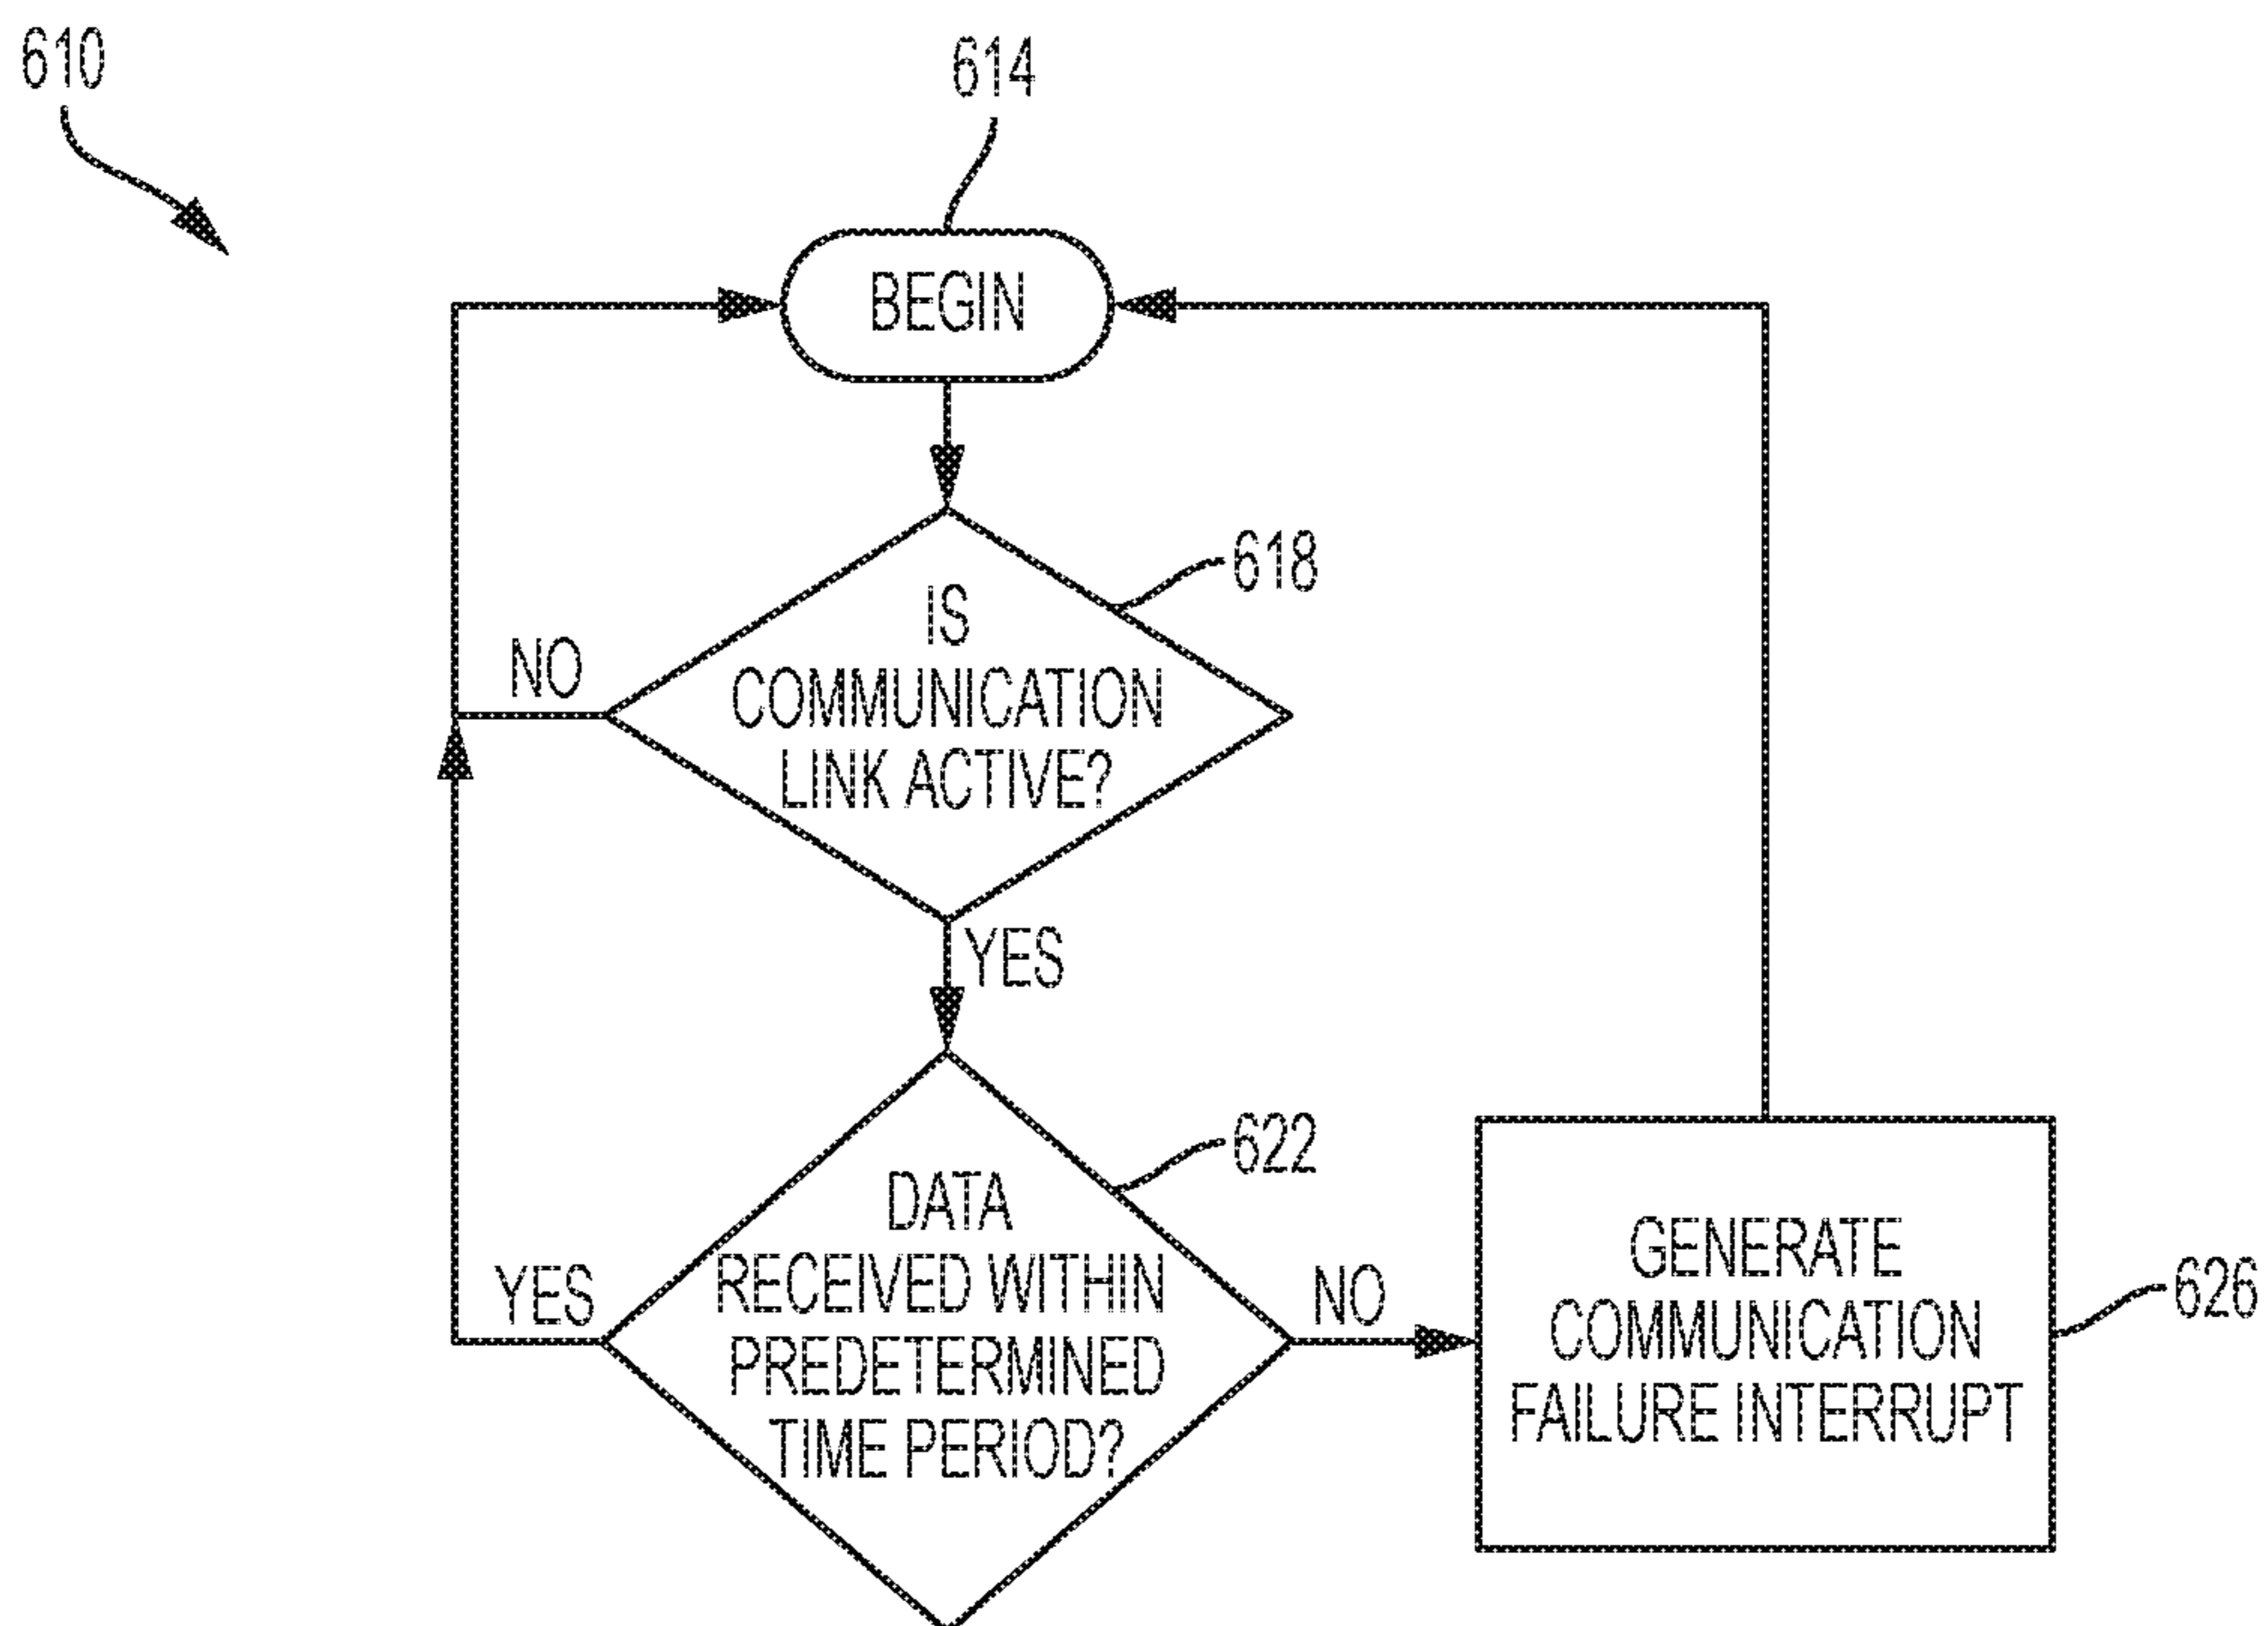 610
614
BEGIN
618
IS
COMMUNICATION
LINK ACTIVE?
NO
YES
622
DATA
RECEIVED WITHIN
PREDETERMINED
TIME PERIOD?
YES
NO
GENERATE
COMMUNICATION
FAILURE INTERRUPT
626